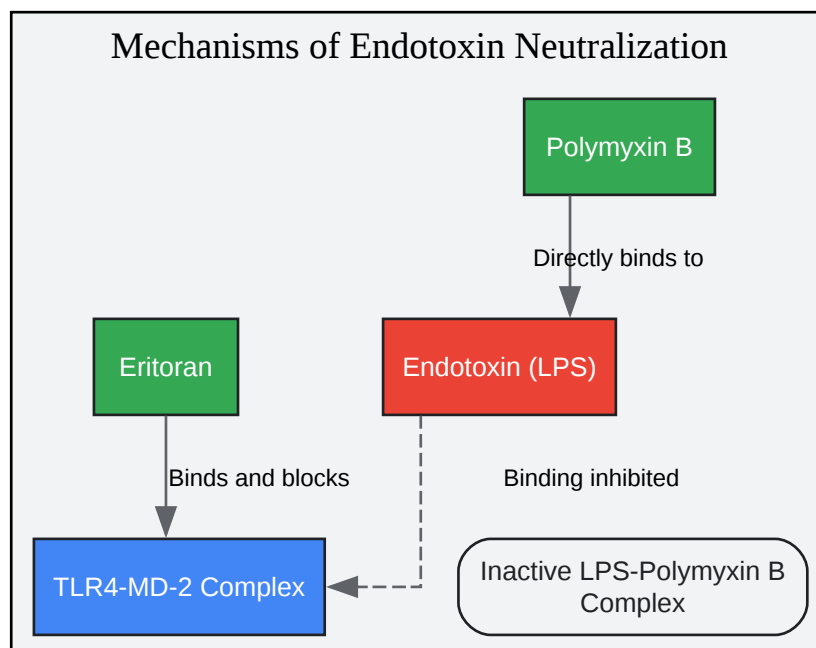 Mechanisms of Endotoxin Neutralization
Polymyxin B
Directly binds to
Eritoran
Endotoxin (LPS)
Binds and blocks
Binding inhibited
TLR4-MD-2 Complex
Inactive LPS-Polymyxin B
Complex